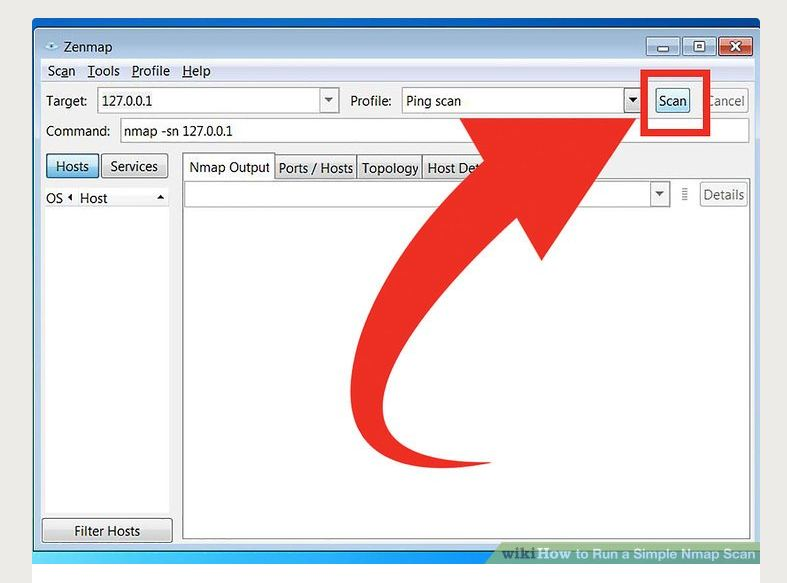 Zenmap
Scan Tools Profile Help
Target: 127.0.0.1 Profile: Ping scan Scan Cancel
Command: nmap -sn 127.0.0.1
Hosts Services Nmap Output Ports / Hosts Topology Host Det
OS Host Details
Filter Hosts
wikiHow to Run a Simple Nmap Scan